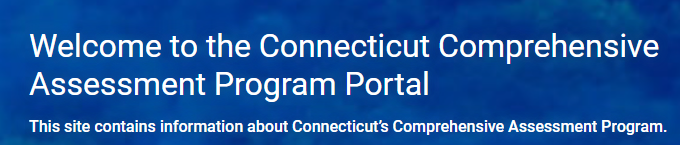 Welcome to the Connecticut Comprehensive
Assessment Program Portal
This site contains information about Connecticut's Comprehensive Assessment Program.